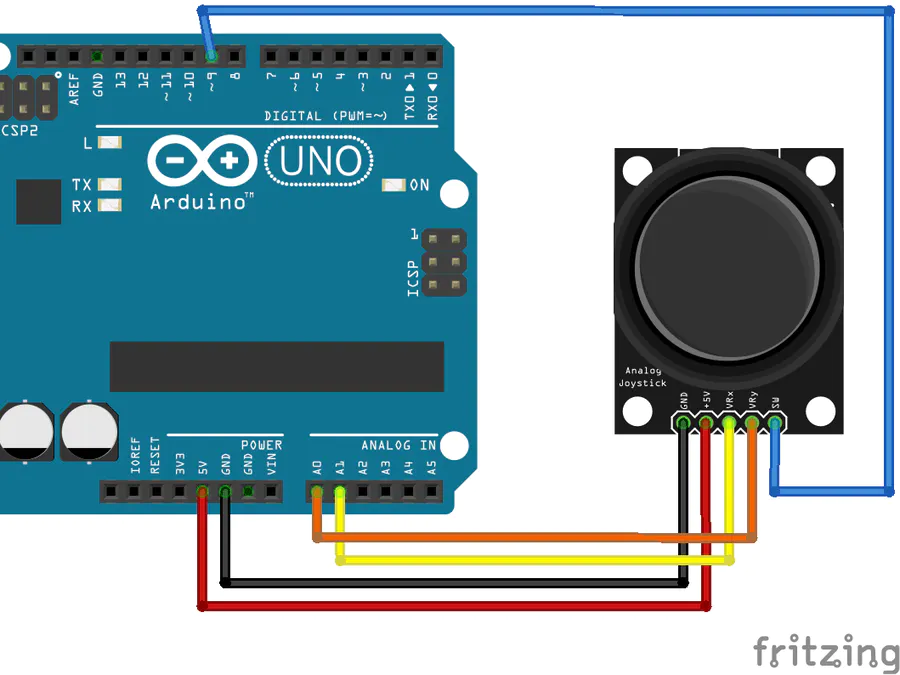 AREF
GND
13
12
~11
~10
~9
8
7
~6
~5
4
~3
2
TX0▶1
RX0◀0
ICSP2
DIGITAL (PWM=~)
L
TX
RX
UNO
Arduino™
ON
1
ICSP
Analog
Joystick
GND
+5V
VRx
VRy
SW
POWER
ANALOG IN
IOREF
RESET
3V3
5V
GND
GND
VIN
A0
A1
A2
A3
A4
A5
fritzing